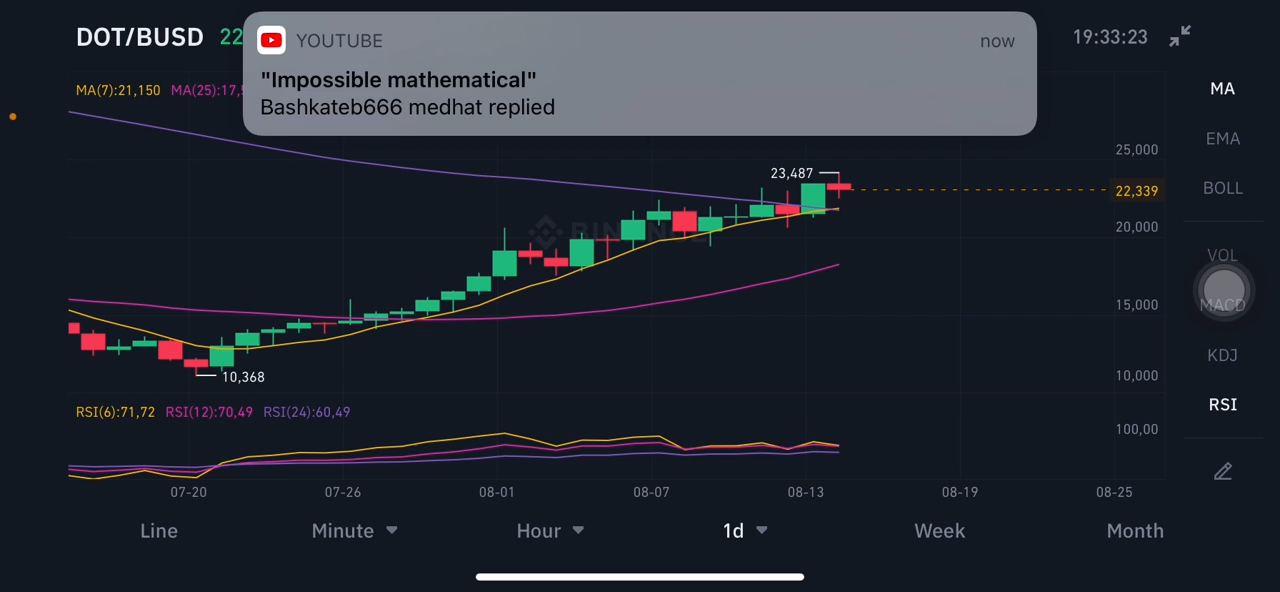 DOT/BUSD 22
YOUTUBE
now
"Impossible mathematical"
Bashkateb666 medhat replied
19:33:23
MA(7):21,150 MA(25):17,5
MA
EMA
BOLL
VOL
MACD
KDJ
RSI
25,000
23,487
22,339
20,000
15,000
10,368
10,000
RSI(6):71,72 RSI(12):70,49 RSI(24):60,49
100,00
07-20 07-26 08-01 08-07 08-13 08-19 08-25
Line Minute Hour 1d Week Month